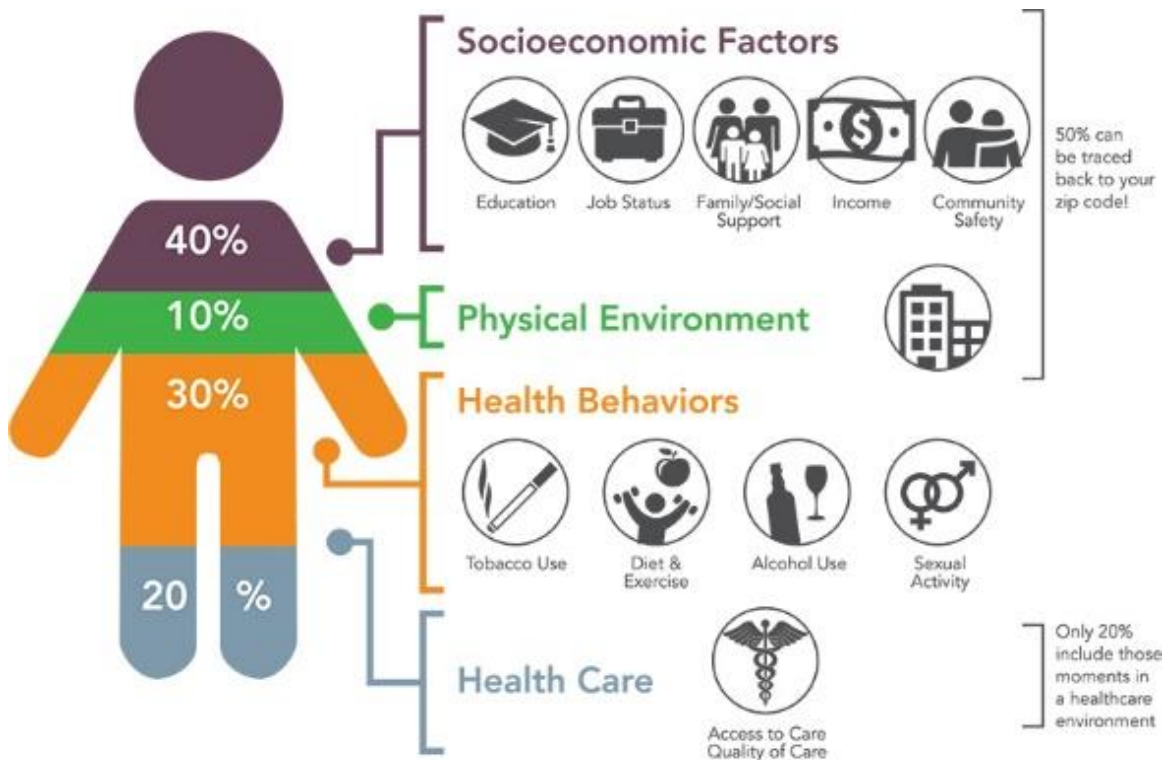 Socioeconomic Factors
Education
Job Status
Family/Social
Support
Income
Community
Safety
50% can
be traced
back to your
zip code!
40%
10%
Physical Environment
30%
Health Behaviors
Tobacco Use
Diet &
Exercise
Alcohol Use
Sexual
Activity
20 %
Health Care
Access to Care
Quality of Care
Only 20%
include those
moments in
a healthcare
environment